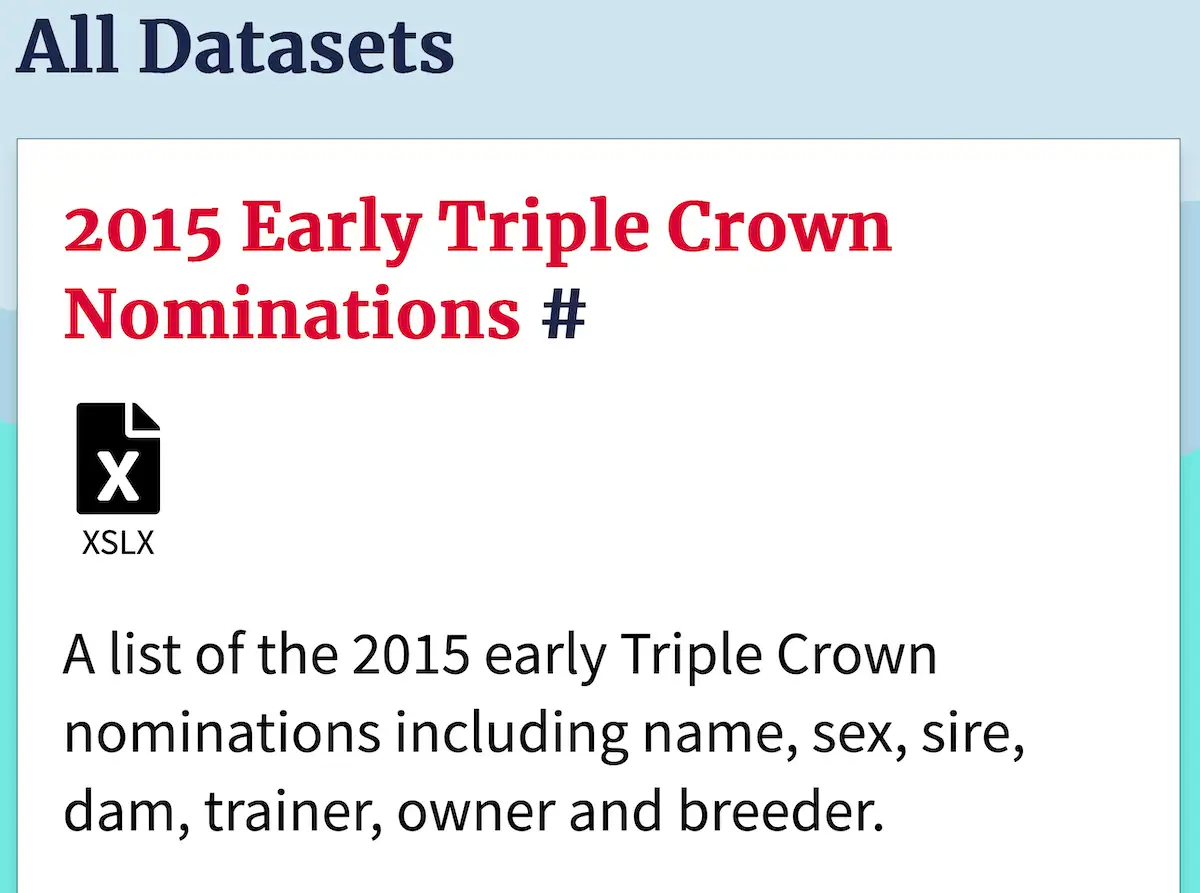 All Datasets
2015 Early Triple Crown
Nominations #
X
XSLX
A list of the 2015 early Triple Crown
nominations including name, sex, sire,
dam, trainer, owner and breeder.